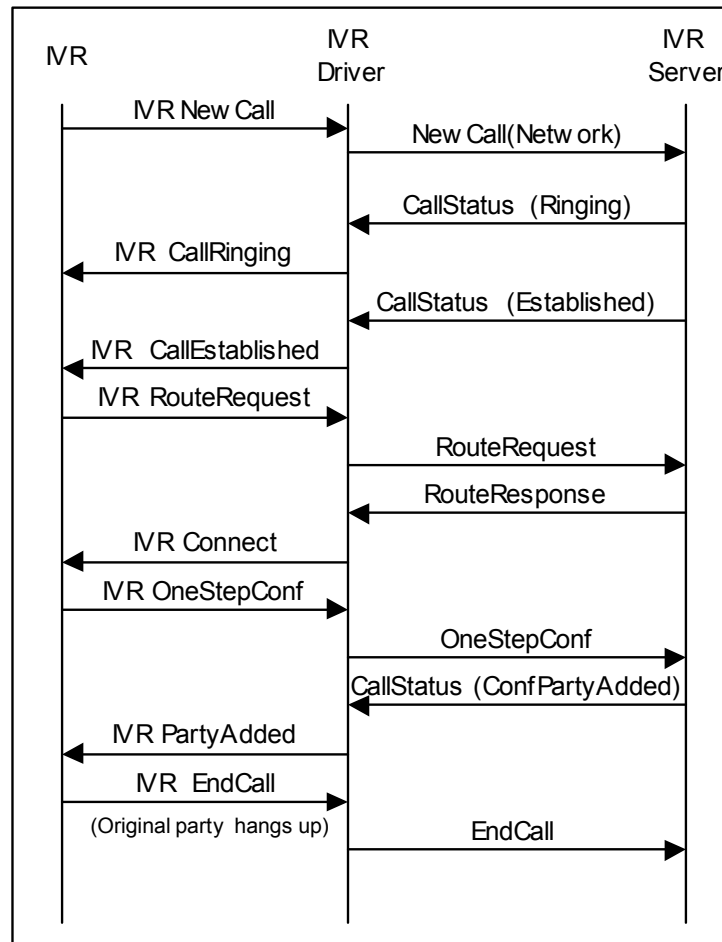 IVR
IVR
Driver
IVR
Server
IVR New Call
New Call(Network)
CallStatus (Ringing)
IVR CallRinging
CallStatus (Established)
IVR CallEstablished
IVR RouteRequest
RouteRequest
RouteResponse
IVR Connect
IVR OneStepConf
OneStepConf
CallStatus (ConfPartyAdded)
IVR PartyAdded
IVR EndCall
(Original party hangs up)
EndCall